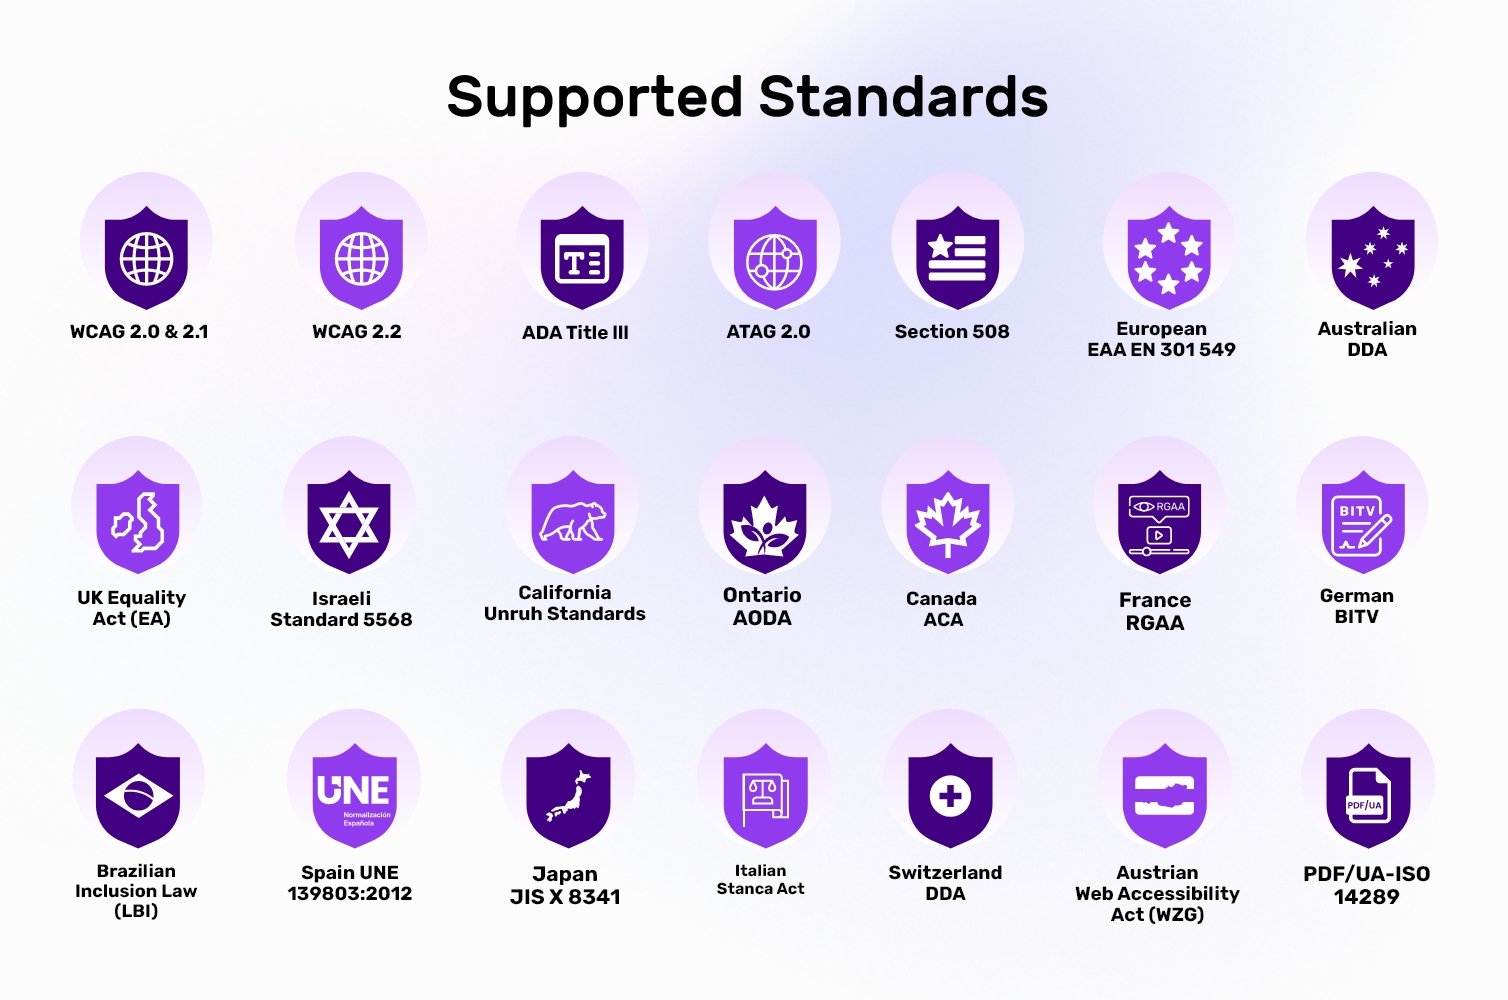 Supported Standards
WCAG 2.0 & 2.1
WCAG 2.2
T
ADA Title III
ATAG 2.0
Section 508
European
EAA EN 301 549
Australian
DDA
UK Equality
Act (EA)
Israeli
Standard 5568
California
Unruh Standards
Ontario
AODA
Canada
ACA
RGAA
France
RGAA
BITV
German
BITV
Brazilian
Inclusion Law
(LBI)
UNE
Normalización
Española
Spain UNE
139803:2012
Japan
JIS X 8341
Italian
Stanca Act
Switzerland
DDA
Austrian
Web Accessibility
Act (WZG)
PDF/UA
PDF/UA-ISO
14289